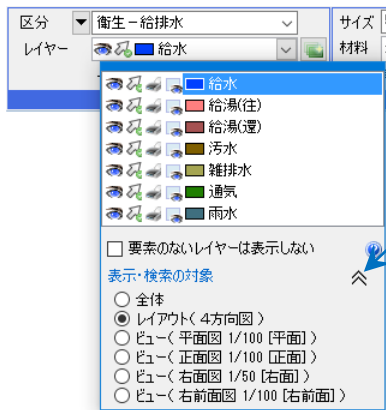 区分 ▼ 衛生－給排水 サイズ
レイヤー 給水 材料
給水
給湯(往)
給湯(還)
汚水
雑排水
通気
雨水
要素のないレイヤーは表示しない
表示・検索の対象
全体
レイアウト( 4方向図 )
ビュー( 平面図 1/100 [平面] )
ビュー( 正面図 1/100 [正面] )
ビュー( 右面図 1/50 [右面] )
ビュー( 右前面図 1/100 [右前面] )